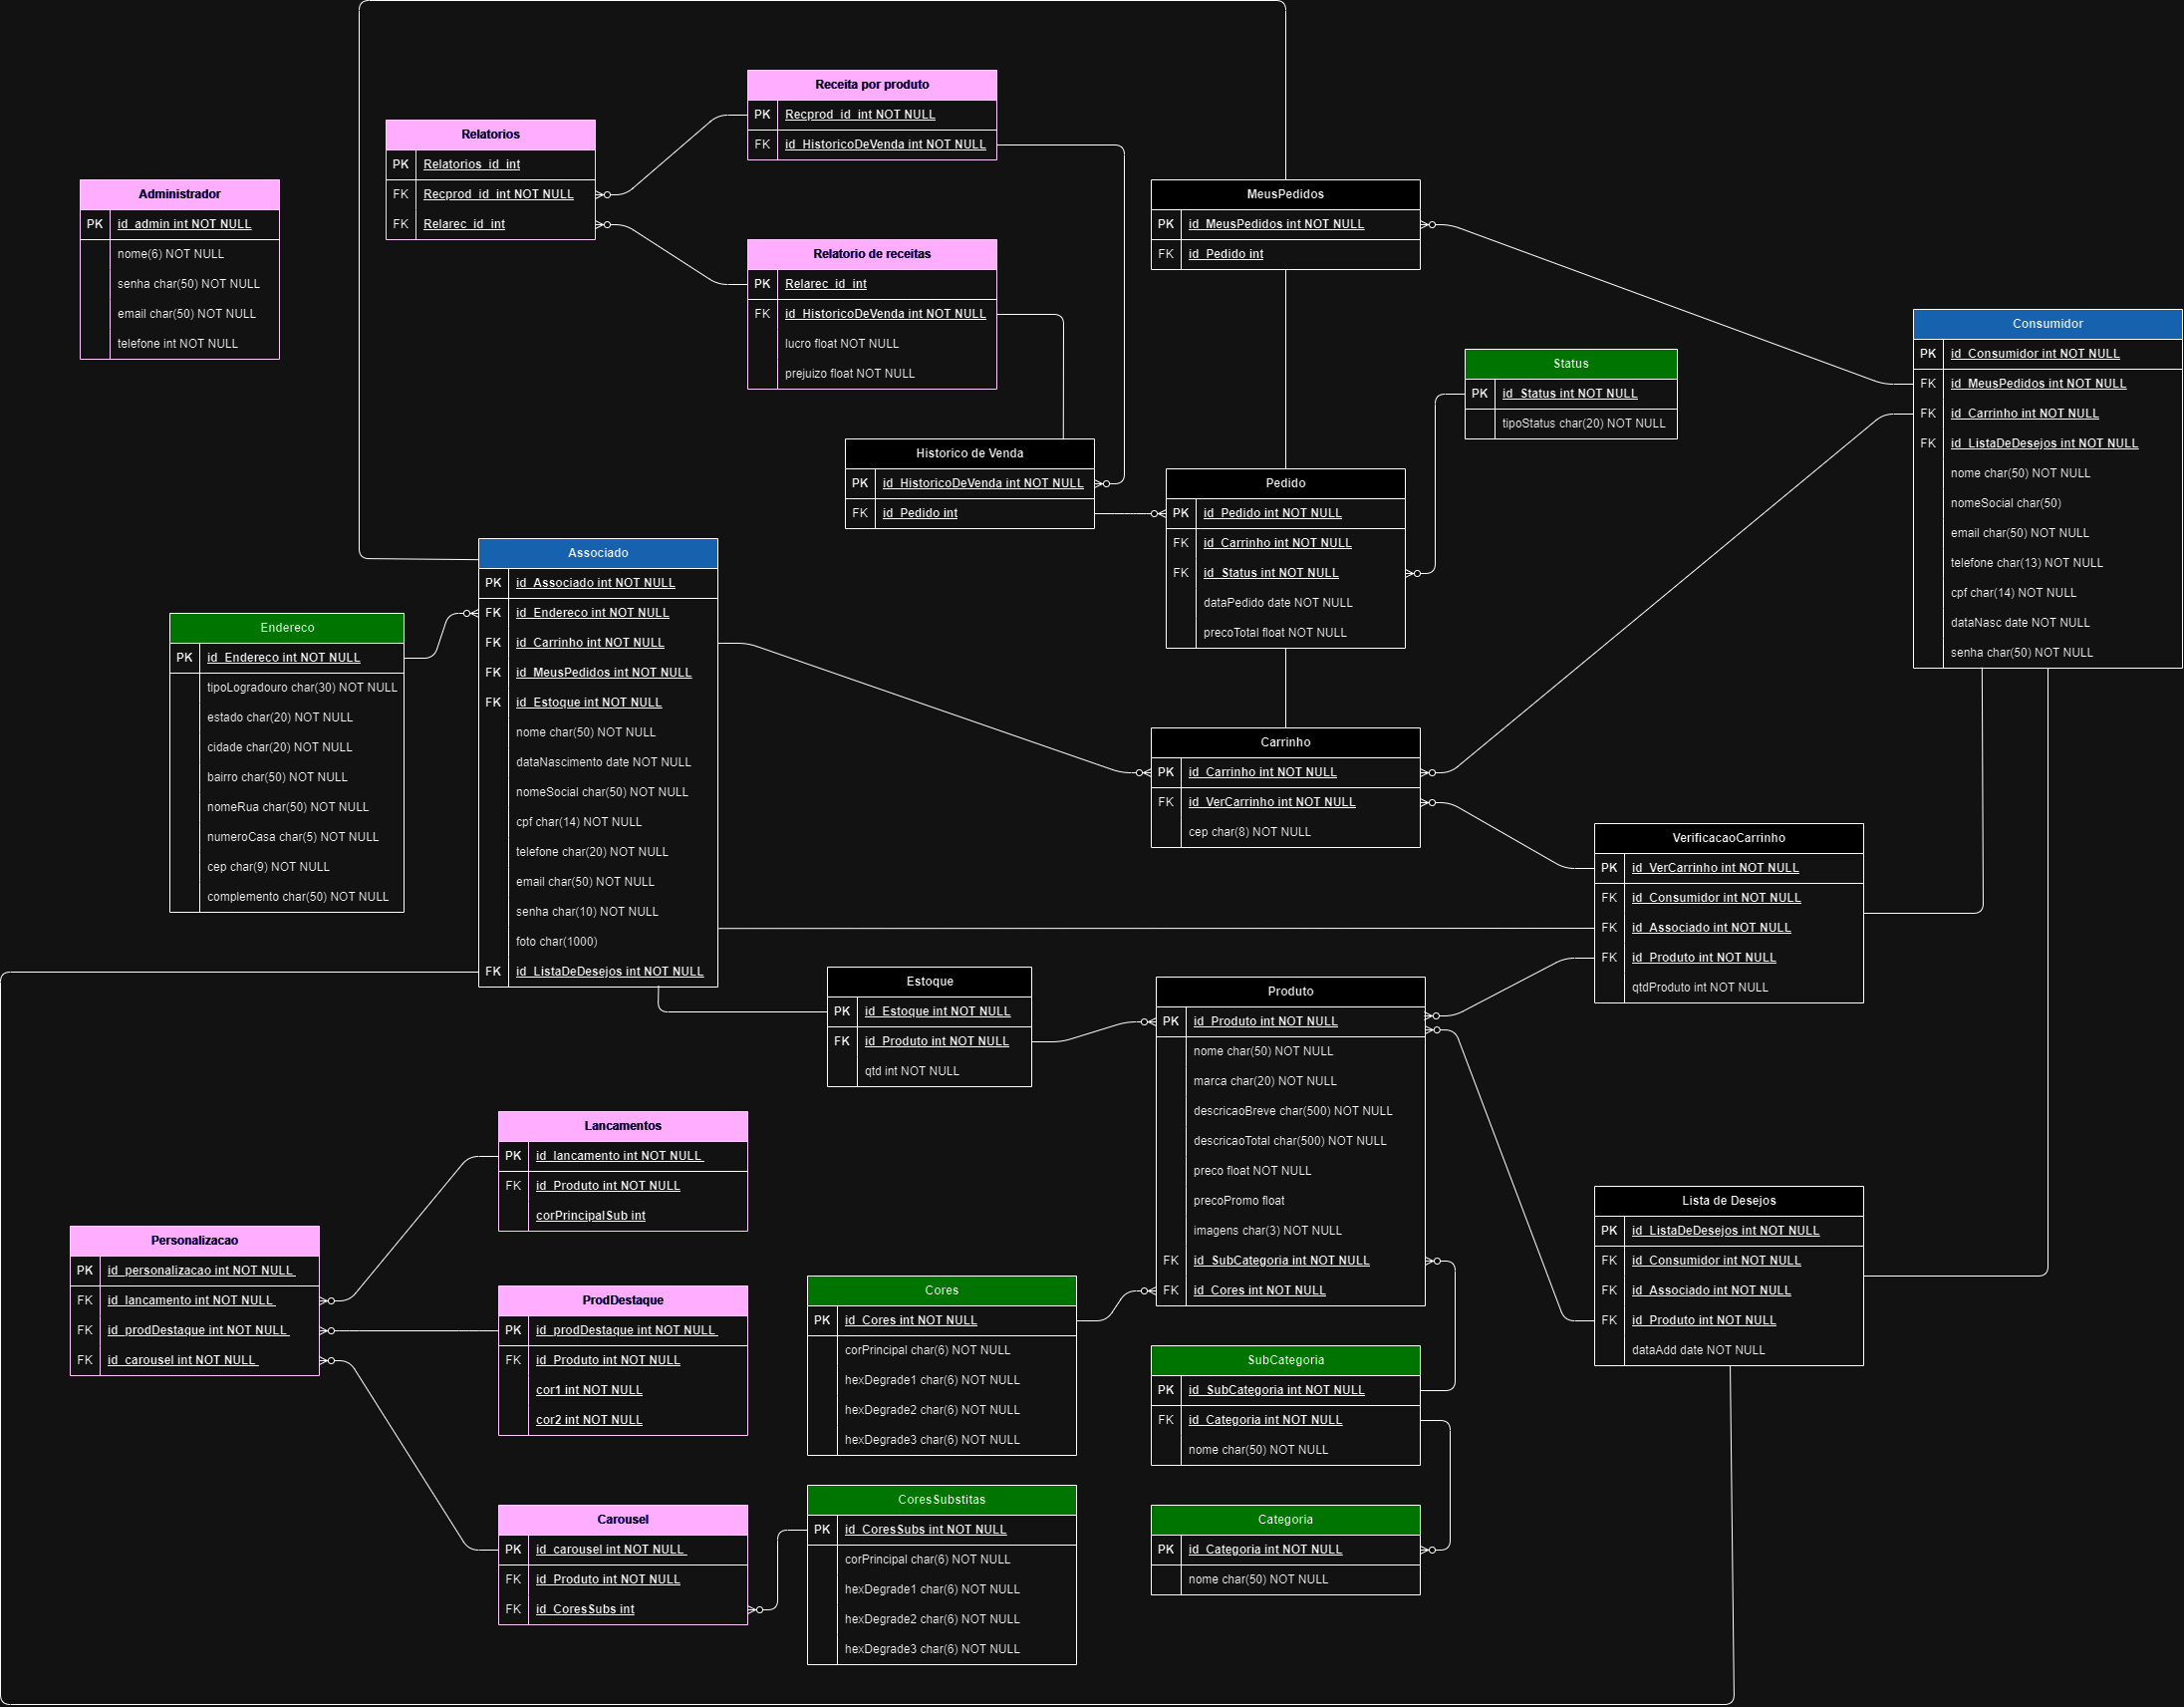 Receita por produto
PK Recprod_id_int NOT NULL
FK id_HistoricoDeVenda int NOT NULL
Relatorios
PK Relatorios_id_int
FK Recprod_id_int NOT NULL
FK Relarec_id_int
Administrador
PK id_admin int NOT NULL
nome(6) NOT NULL
senha char(50) NOT NULL
email char(50) NOT NULL
telefone int NOT NULL
Relatorio de receitas
PK Relarec_id_int
FK id_HistoricoDeVenda int NOT NULL
lucro float NOT NULL
prejuizo float NOT NULL
MeusPedidos
PK id_MeusPedidos int NOT NULL
FK id_Pedido int
Consumidor
PK id_Consumidor int NOT NULL
FK id_MeusPedidos int NOT NULL
FK id_Carrinho int NOT NULL
FK id_ListaDeDesejos int NOT NULL
nome char(50) NOT NULL
nomeSocial char(50)
email char(50) NOT NULL
telefone char(13) NOT NULL
cpf char(14) NOT NULL
dataNasc date NOT NULL
senha char(50) NOT NULL
Status
PK id_Status int NOT NULL
tipoStatus char(20) NOT NULL
Historico de Venda
PK id_HistoricoDeVenda int NOT NULL
FK id_Pedido int
Pedido
PK id_Pedido int NOT NULL
FK id_Carrinho int NOT NULL
FK id_Status int NOT NULL
dataPedido date NOT NULL
precoTotal float NOT NULL
Associado
PK id_Associado int NOT NULL
FK id_Endereco int NOT NULL
FK id_Carrinho int NOT NULL
FK id_MeusPedidos int NOT NULL
FK id_Estoque int NOT NULL
nome char(50) NOT NULL
dataNascimento date NOT NULL
nomeSocial char(50) NOT NULL
cpf char(14) NOT NULL
telefone char(20) NOT NULL
email char(50) NOT NULL
senha char(10) NOT NULL
foto char(1000)
FK id_ListaDeDesejos int NOT NULL
Endereco
PK id_Endereco int NOT NULL
tipoLogradouro char(30) NOT NULL
estado char(20) NOT NULL
cidade char(20) NOT NULL
bairro char(50) NOT NULL
nomeRua char(50) NOT NULL
numeroCasa char(5) NOT NULL
cep char(9) NOT NULL
complemento char(50) NOT NULL
Carrinho
PK id_Carrinho int NOT NULL
FK id_VerCarrinho int NOT NULL
cep char(8) NOT NULL
VerificacaoCarrinho
PK id_VerCarrinho int NOT NULL
FK id_Consumidor int NOT NULL
FK id_Associado int NOT NULL
FK id_Produto int NOT NULL
qtdProduto int NOT NULL
Estoque
PK id_Estoque int NOT NULL
FK id_Produto int NOT NULL
qtd int NOT NULL
Produto
PK id_Produto int NOT NULL
nome char(50) NOT NULL
marca char(20) NOT NULL
descricaoBreve char(500) NOT NULL
descricaoTotal char(500) NOT NULL
preco float NOT NULL
precoPromo float
imagens char(3) NOT NULL
FK id_SubCategoria int NOT NULL
FK id_Cores int NOT NULL
Lancamentos
PK id_lancamento int NOT NULL
FK id_Produto int NOT NULL
corPrincipalSub int
Lista de Desejos
PK id_ListaDeDesejos int NOT NULL
FK id_Consumidor int NOT NULL
FK id_Associado int NOT NULL
FK id_Produto int NOT NULL
dataAdd date NOT NULL
Personalizacao
PK id_personalizacao int NOT NULL
FK id_lancamento int NOT NULL
FK id_prodDestaque int NOT NULL
FK id_carousel int NOT NULL
ProdDestaque
PK id_prodDestaque int NOT NULL
FK id_Produto int NOT NULL
cor1 int NOT NULL
cor2 int NOT NULL
Cores
PK id_Cores int NOT NULL
corPrincipal char(6) NOT NULL
hexDegrade1 char(6) NOT NULL
hexDegrade2 char(6) NOT NULL
hexDegrade3 char(6) NOT NULL
SubCategoria
PK id_SubCategoria int NOT NULL
FK id_Categoria int NOT NULL
nome char(50) NOT NULL
Carousel
PK id_carousel int NOT NULL
FK id_Produto int NOT NULL
FK id_CoresSubs int
CoresSubstitas
PK id_CoresSubs int NOT NULL
corPrincipal char(6) NOT NULL
hexDegrade1 char(6) NOT NULL
hexDegrade2 char(6) NOT NULL
hexDegrade3 char(6) NOT NULL
Categoria
PK id_Categoria int NOT NULL
nome char(50) NOT NULL